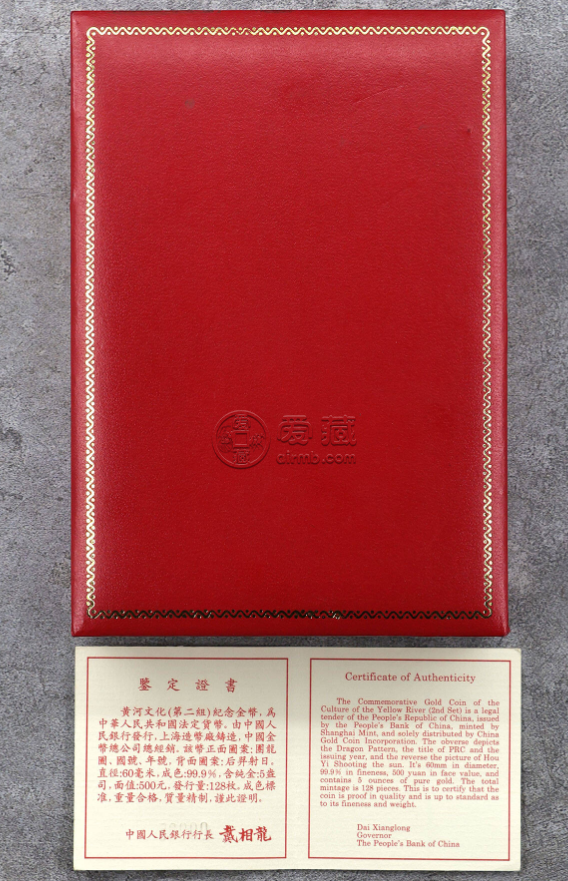 爱藏
airmb.com
鑒定證書
黃河文化(第二組)紀念金幣,爲
中華人民共和國法定貨幣。由中國人
民銀行發行,上海造幣廠鑄造,中國金
幣總公司總經銷。該幣正面圖案:團龍
圖、國號、年號,背面圖案:后羿射日。
直徑:60毫米,成色:99.9%,含純金:5盎
司,面值:500元,發行量:128枚。成色標
准,重量合格,質量精制,謹此證明。
中國人民銀行行長 戴相龍
Certificate of Authenticity
The Commemorative Gold Coin of the
Culture of the Yellow River (2nd Set) is a legal
tender of the People's Republic of China, issued
by the People's Bank of China, minted by
Shanghai Mint, and solely distributed by China
Gold Coin Incorporation. The obverse depicts
the Dragon Pattern, the title of PRC and the
issuing year, and the reverse the picture of Hou
Yi Shooting the sun. It's 60mm in diameter,
99.9% in fineness, 500 yuan in face value, and
contains 5 ounces of pure gold. The total
mintage is 128 pieces. This is to certify that the
coin is proof in quality and is up to standard as
to its fineness and weight.
Dai Xianglong
Governor
The People's Bank of China